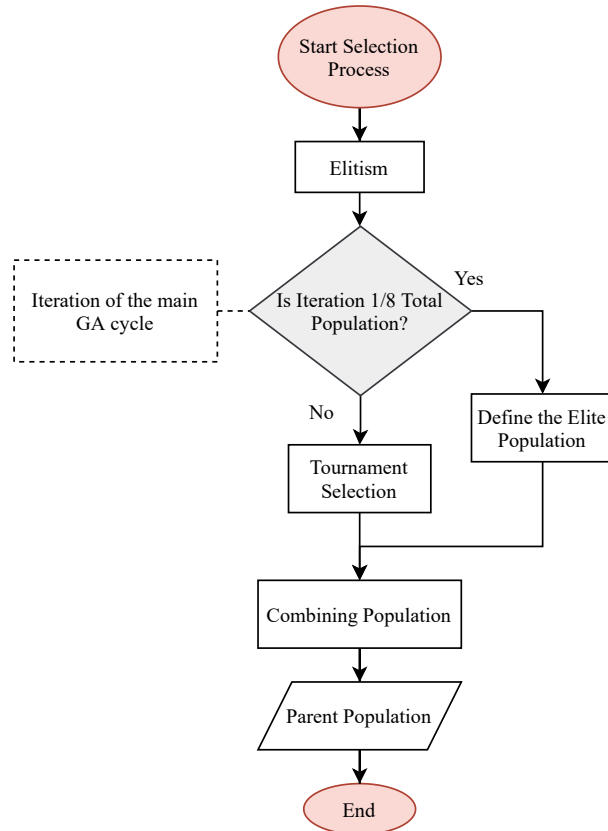 Start Selection
Process
Elitism
Iteration of the main
GA cycle
Is Iteration 1/8 Total
Population?
Yes
No
Define the Elite
Population
Tournament
Selection
Combining Population
Parent Population
End